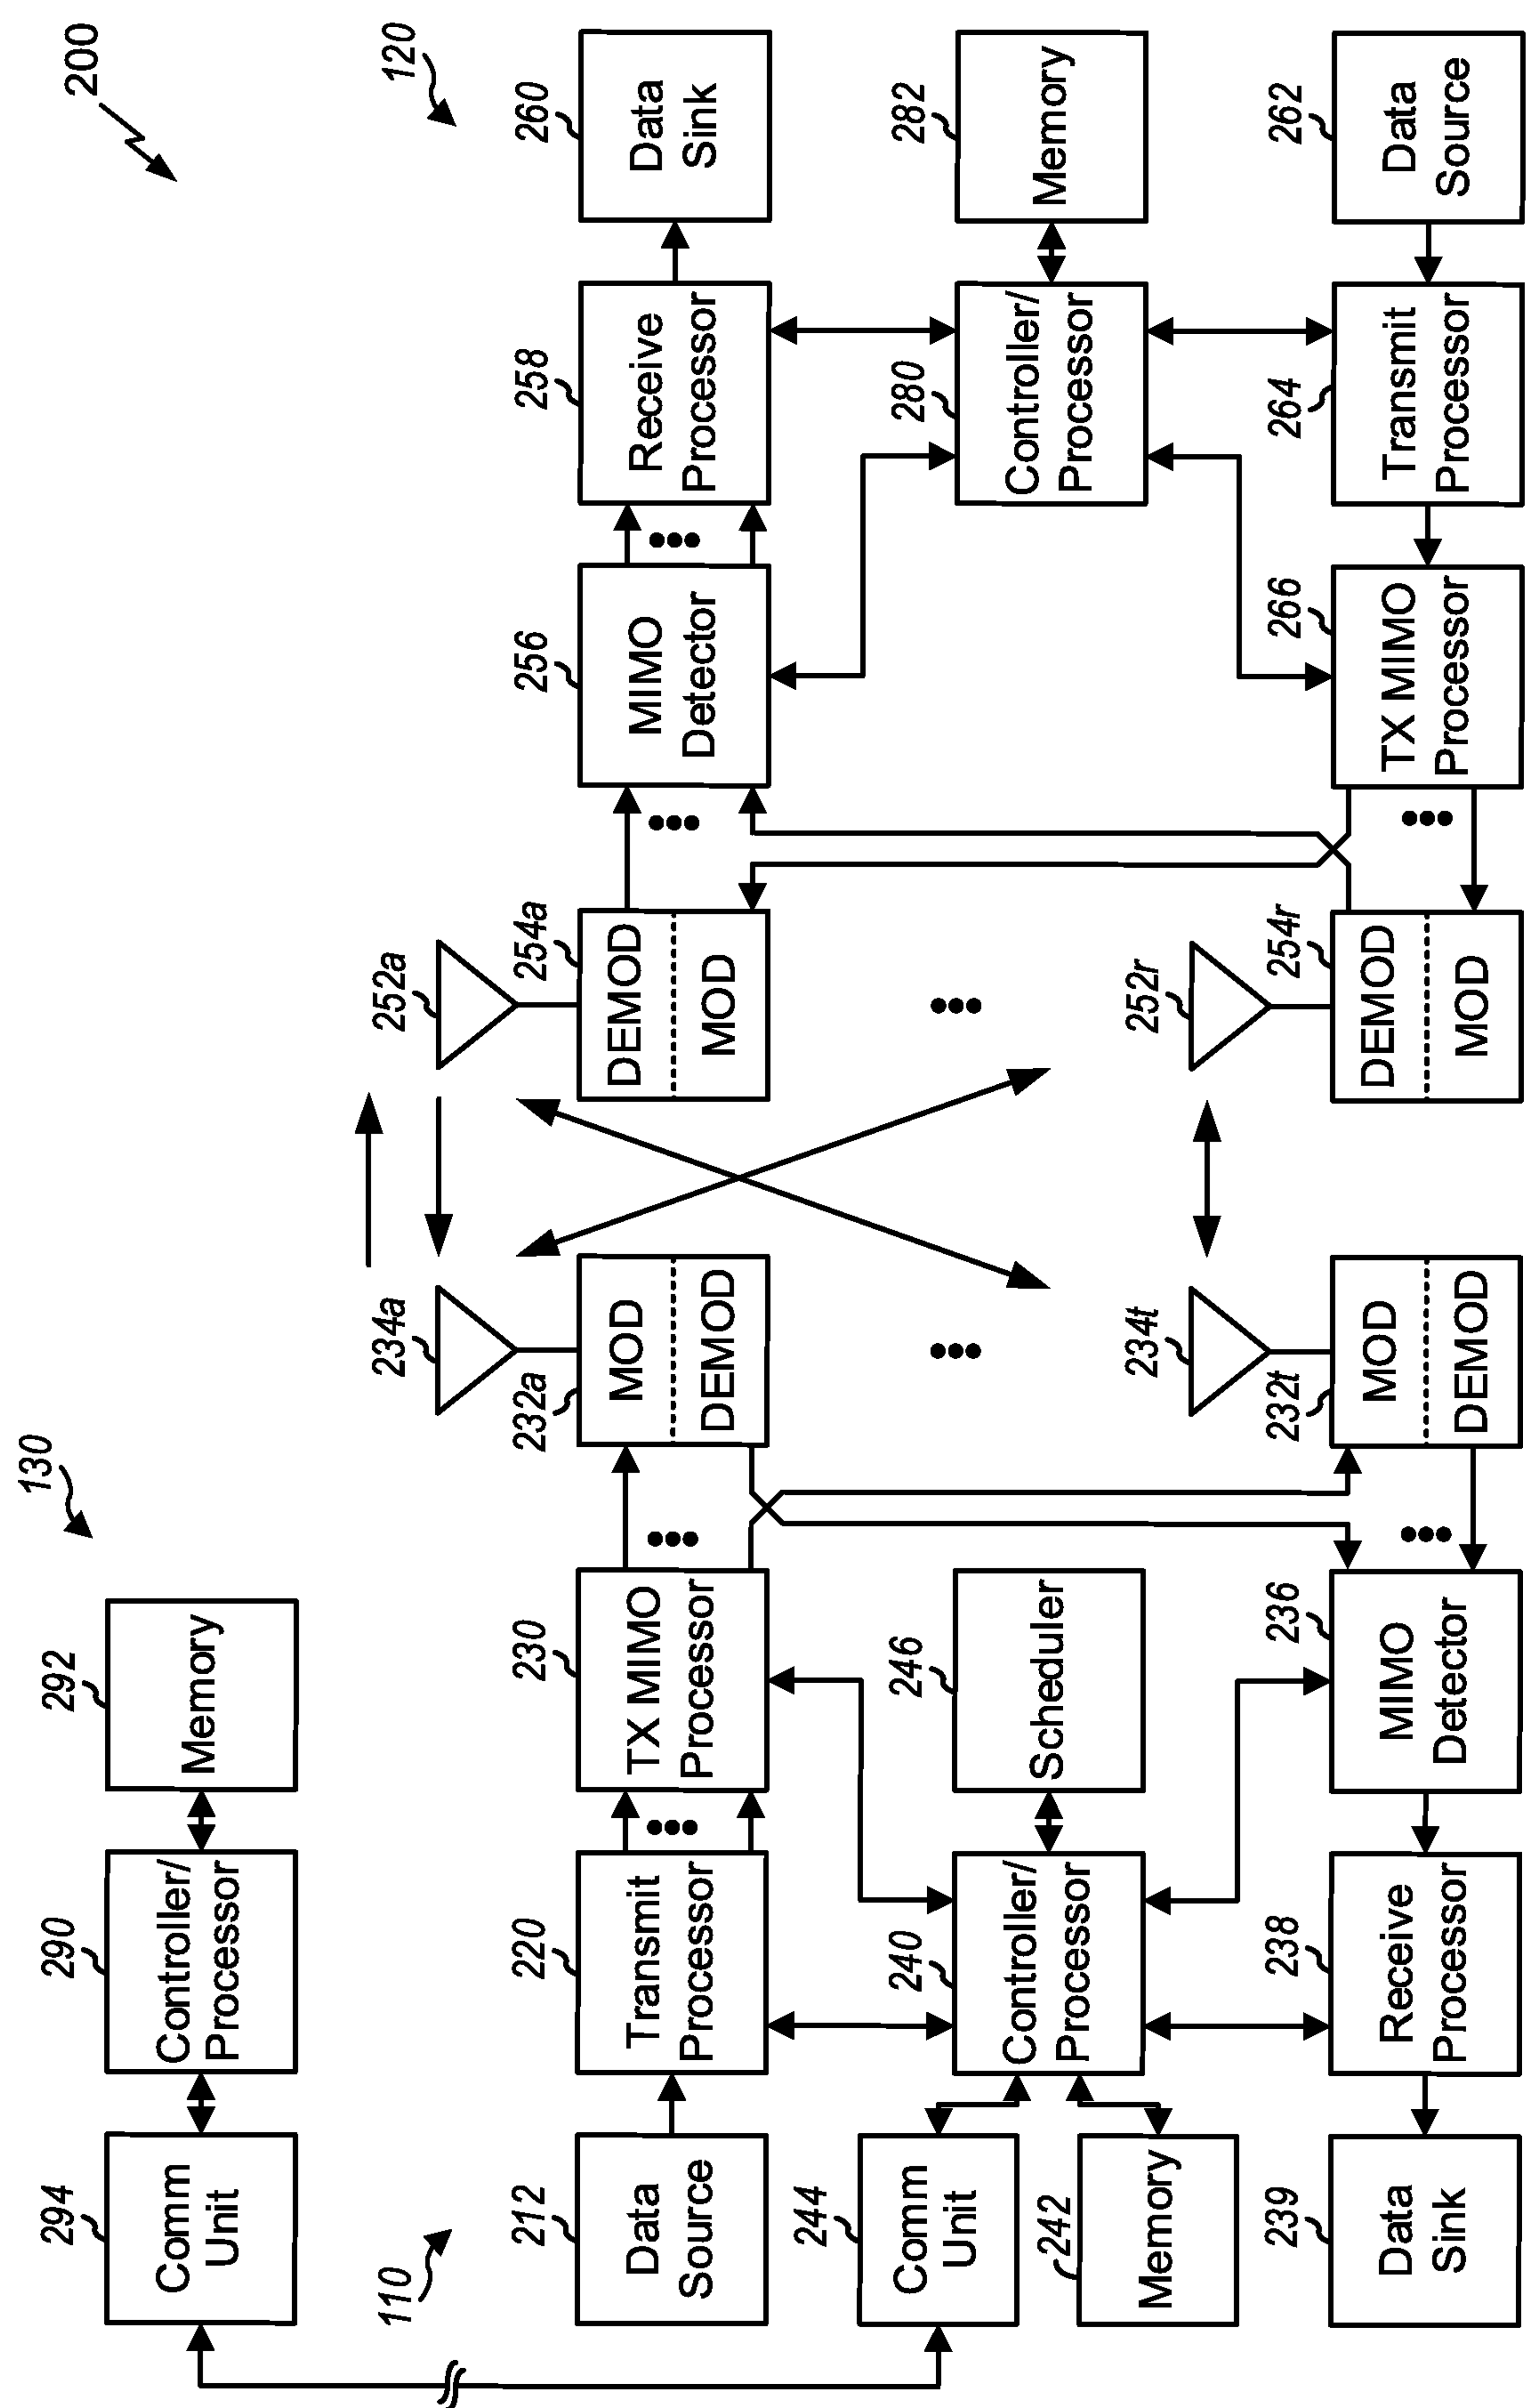 200
130
120
110
294
Comm
Unit
290
Controller/
Processor
292
Memory
212
Data
Source
220
Transmit
Processor
230
TX MIMO
Processor
232a
MOD
DEMOD
234a
252a
254a
DEMOD
MOD
256
MIMO
Detector
258
Receive
Processor
260
Data
Sink
244
Comm
Unit
242
Memory
240
Controller/
Processor
246
Scheduler
280
Controller/
Processor
282
Memory
239
Data
Sink
238
Receive
Processor
236
MIMO
Detector
232t
MOD
DEMOD
234t
252r
254r
DEMOD
MOD
266
TX MIMO
Processor
264
Transmit
Processor
262
Data
Source